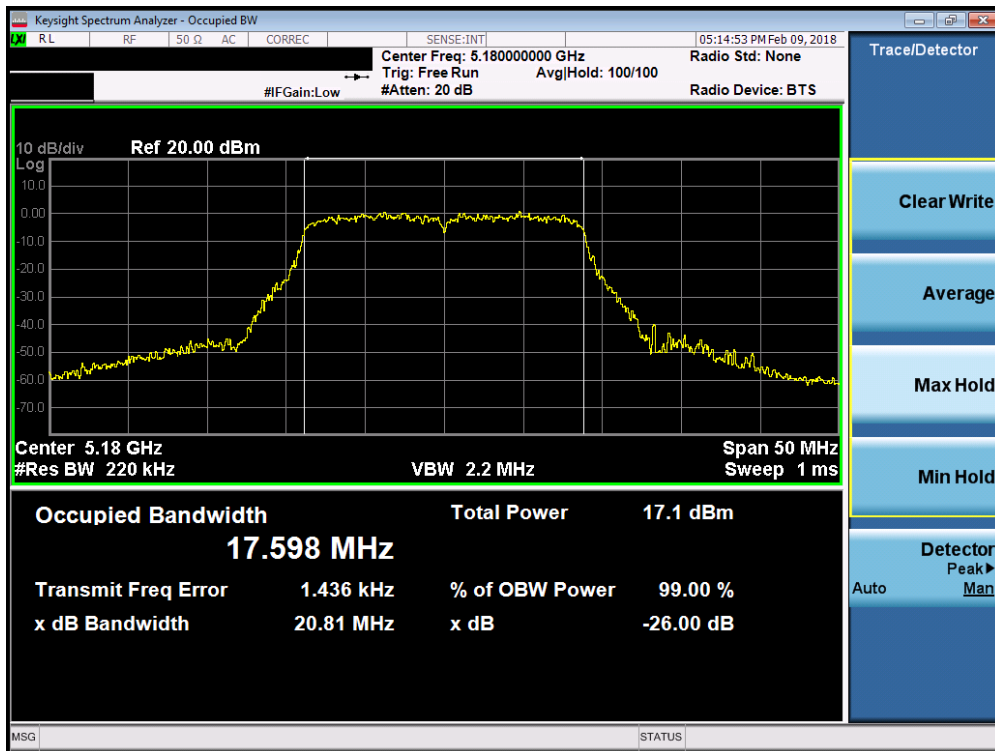 Keysight Spectrum Analyzer - Occupied BW
LXI RL RF 50 Ω AC CORREC SENSE:INT 05:14:53 PM Feb 09, 2018
Center Freq: 5.180000000 GHz Radio Std: None
Trig: Free Run Avg|Hold: 100/100
#IFGain:Low #Atten: 20 dB Radio Device: BTS
10 dB/div Ref 20.00 dBm
Log
10.0
0.00
-10.0
-20.0
-30.0
-40.0
-50.0
-60.0
-70.0
Center 5.18 GHz Span 50 MHz
#Res BW 220 kHz VBW 2.2 MHz Sweep 1 ms
Occupied Bandwidth Total Power 17.1 dBm
17.598 MHz
Transmit Freq Error 1.436 kHz % of OBW Power 99.00 %
x dB Bandwidth 20.81 MHz x dB -26.00 dB
MSG STATUS
Trace/Detector
Clear Write
Average
Max Hold
Min Hold
Detector
Peak▶
Auto Man